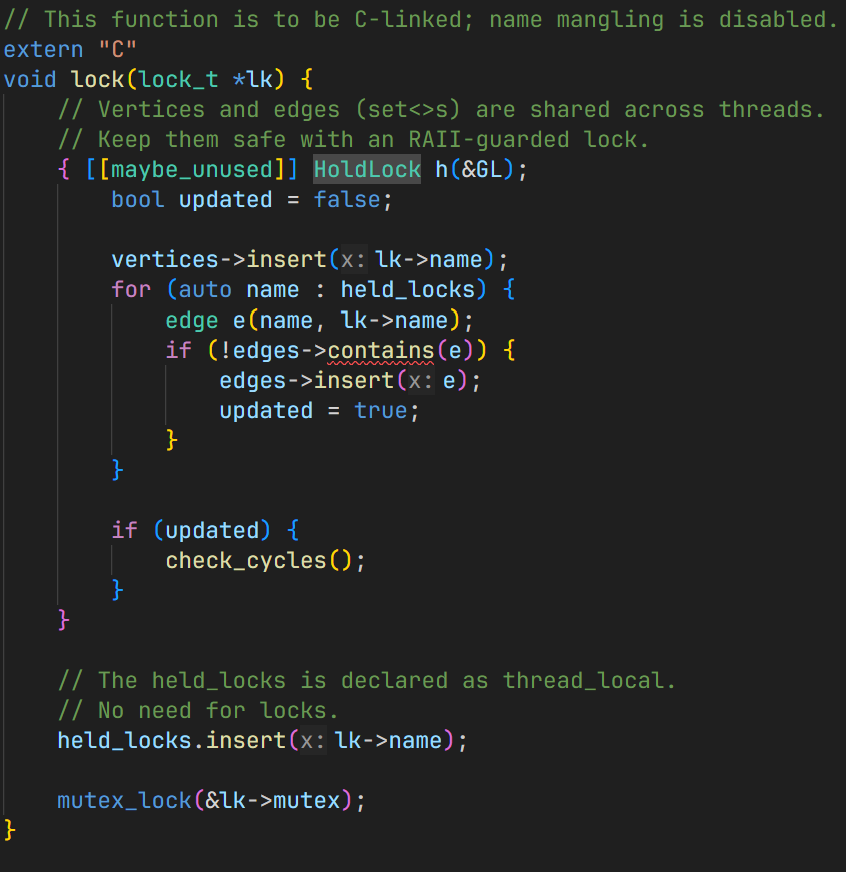 // This function is to be C-linked; name mangling is disabled.
extern "C"
void lock(lock_t *lk) {
    // Vertices and edges (set<>s) are shared across threads.
    // Keep them safe with an RAII-guarded lock.
    { [[maybe_unused]] HoldLock h(&GL);
        bool updated = false;

        vertices->insert(x: lk->name);
        for (auto name : held_locks) {
            edge e(name, lk->name);
            if (!edges->contains(e)) {
                edges->insert(x: e);
                updated = true;
            }
        }

        if (updated) {
            check_cycles();
        }
    }

    // The held_locks is declared as thread_local.
    // No need for locks.
    held_locks.insert(x: lk->name);

    mutex_lock(&lk->mutex);
}